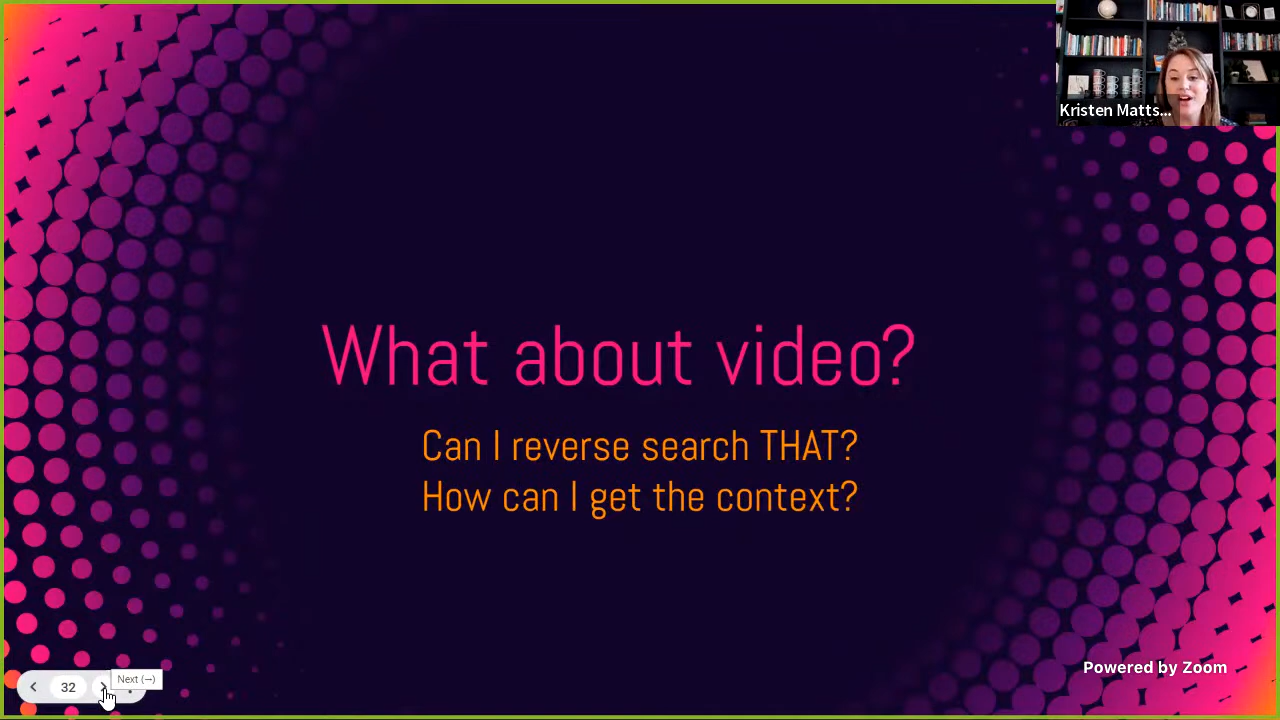 Kristen Matts...
What about video?
Can I reverse search THAT?
How can I get the context?
Powered by Zoom
32
Next (→)